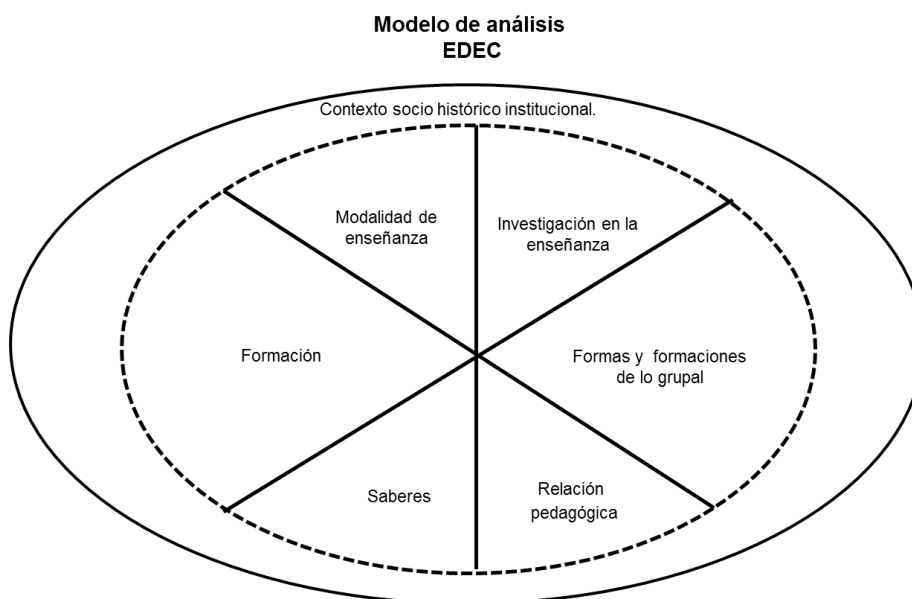 Modelo de análisis
EDEC
Contexto socio histórico institucional.
Modalidad de
enseñanza
Investigación en la
enseñanza
Formación
Formas y formaciones
de lo grupal
Saberes
Relación
pedagógica